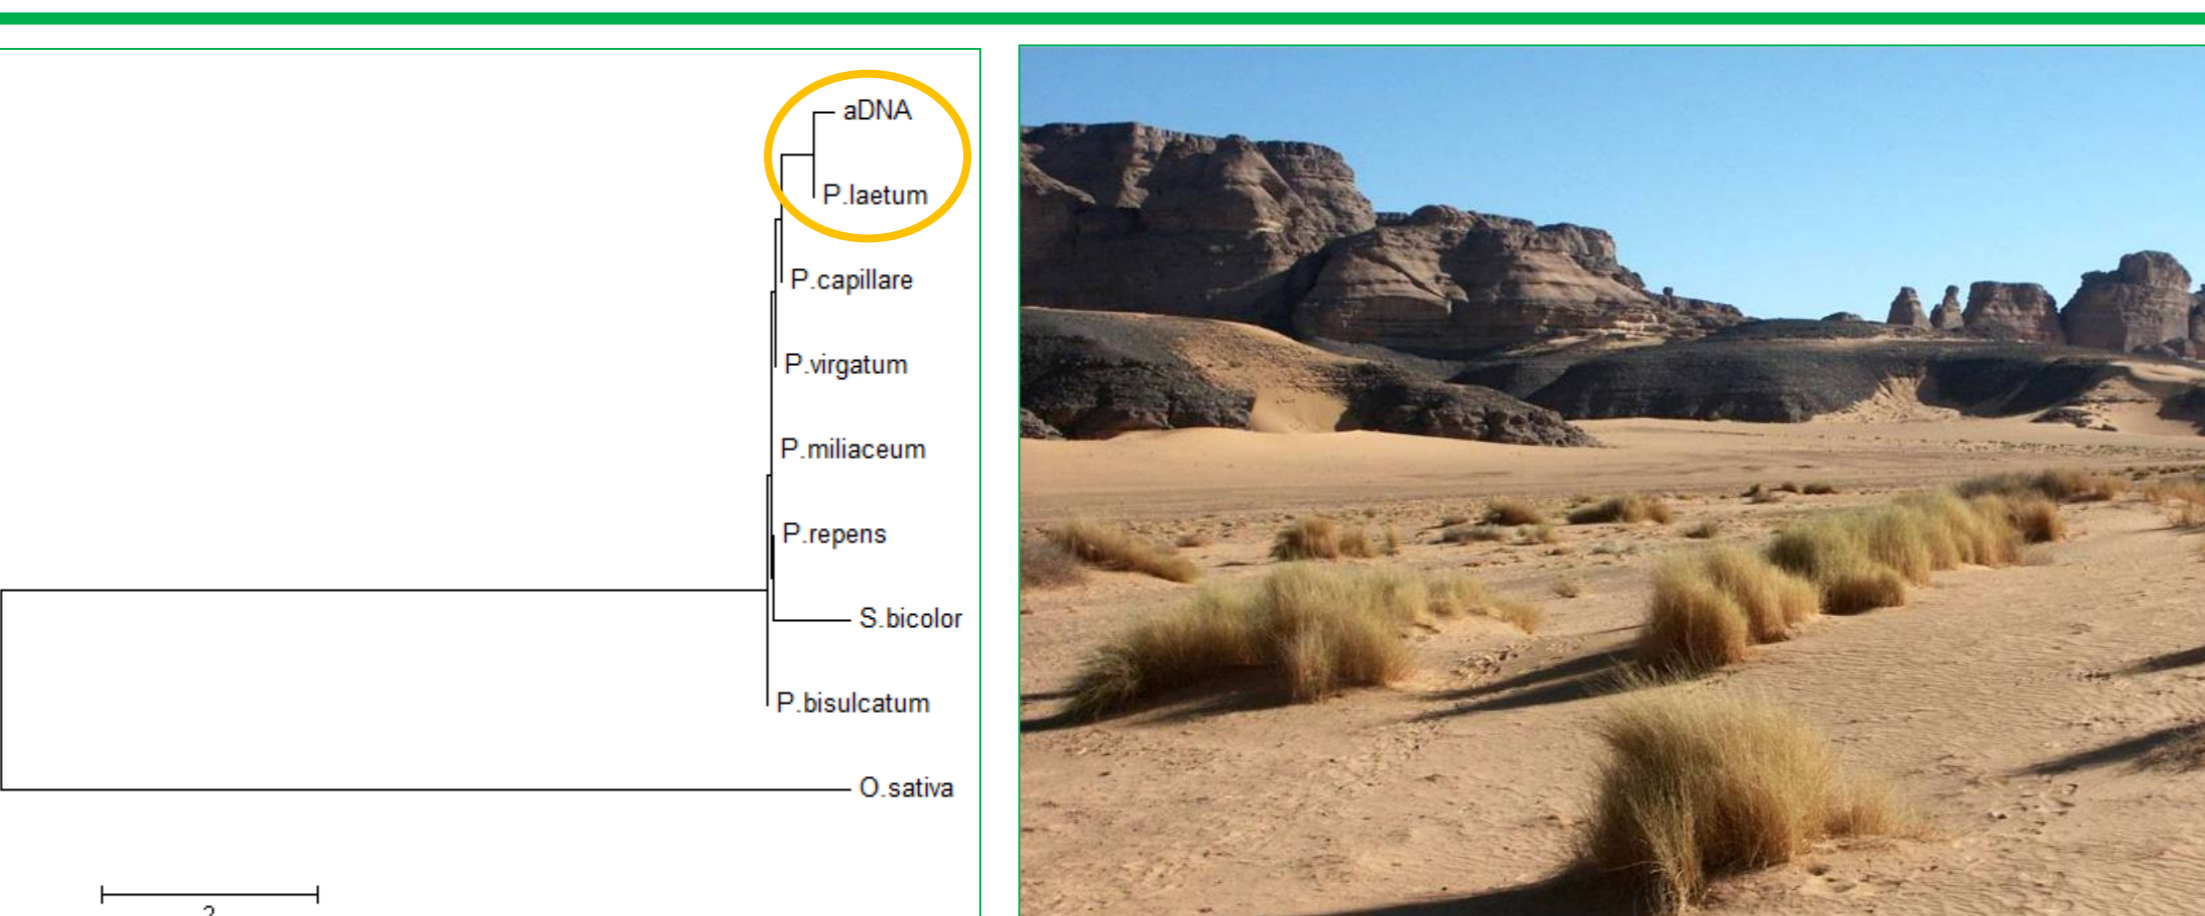 aDNA
P.laetum
P.capillare
P.virgatum
P.miliaceum
P.repens
S.bicolor
P.bisulcatum
O.sativa